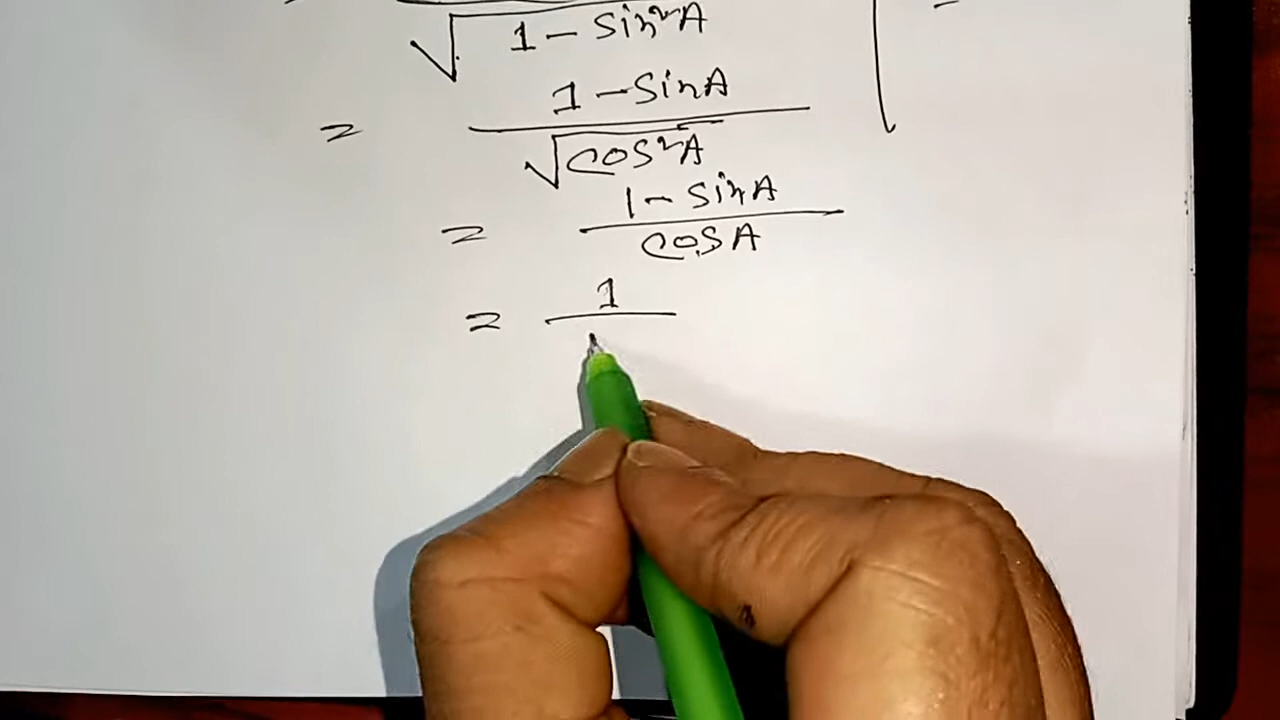 √1 - sin²A
= 1 - sinA
√cos²A
= 1 - sinA
cosA
= 1